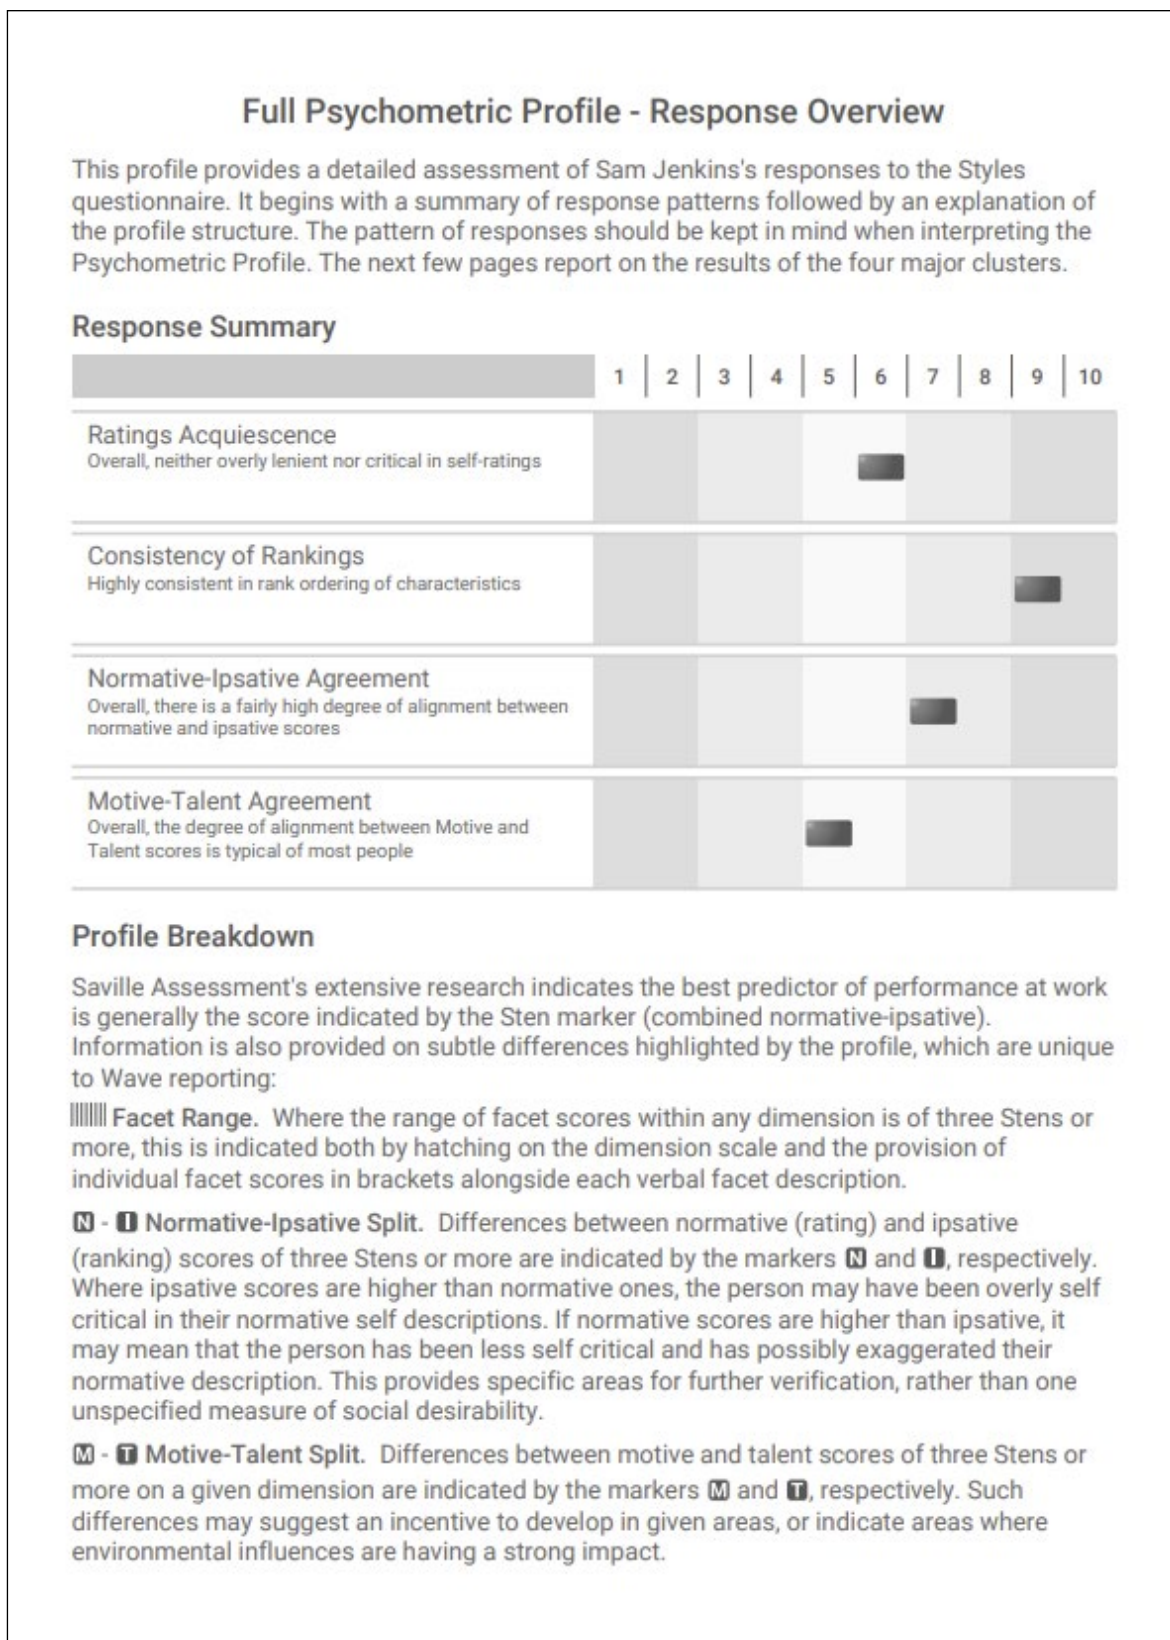 Full Psychometric Profile - Response Overview
This profile provides a detailed assessment of Sam Jenkins's responses to the Styles
questionnaire. It begins with a summary of response patterns followed by an explanation of
the profile structure. The pattern of responses should be kept in mind when interpreting the
Psychometric Profile. The next few pages report on the results of the four major clusters.
Response Summary
1 2 3 4 5 6 7 8 9 10
Ratings Acquiescence
Overall, neither overly lenient nor critical in self-ratings
Consistency of Rankings
Highly consistent in rank ordering of characteristics
Normative-Ipsative Agreement
Overall, there is a fairly high degree of alignment between
normative and ipsative scores
Motive-Talent Agreement
Overall, the degree of alignment between Motive and
Talent scores is typical of most people
Profile Breakdown
Saville Assessment's extensive research indicates the best predictor of performance at work
is generally the score indicated by the Sten marker (combined normative-ipsative).
Information is also provided on subtle differences highlighted by the profile, which are unique
to Wave reporting:
Facet Range. Where the range of facet scores within any dimension is of three Stens or
more, this is indicated both by hatching on the dimension scale and the provision of
individual facet scores in brackets alongside each verbal facet description.
N - I Normative-Ipsative Split. Differences between normative (rating) and ipsative
(ranking) scores of three Stens or more are indicated by the markers N and I, respectively.
Where ipsative scores are higher than normative ones, the person may have been overly self
critical in their normative self descriptions. If normative scores are higher than ipsative, it
may mean that the person has been less self critical and has possibly exaggerated their
normative description. This provides specific areas for further verification, rather than one
unspecified measure of social desirability.
M - T Motive-Talent Split. Differences between motive and talent scores of three Stens or
more on a given dimension are indicated by the markers M and T, respectively. Such
differences may suggest an incentive to develop in given areas, or indicate areas where
environmental influences are having a strong impact.